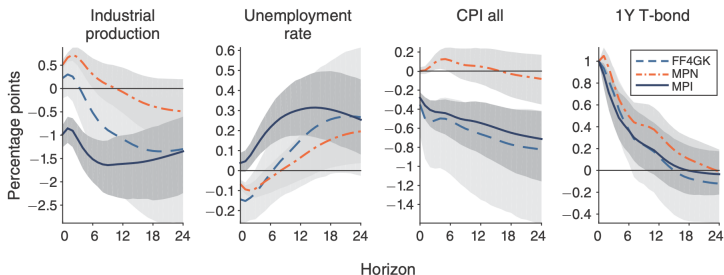 Industrial production
Unemployment rate
CPI all
1Y T-bond
Percentage points
0.5
0
−0.5
−1
−1.5
−2
−2.5
0 6 12 18 24
0.6
0.5
0.4
0.3
0.2
0.1
0
−0.1
−0.2
0 6 12 18 24
0.2
0
−0.2
−0.4
−0.6
−0.8
−1
−1.2
−1.4
0 6 12 18 24
1
0.8
0.6
0.4
0.2
0
−0.2
−0.4
0 6 12 18 24
FF4GK
MPN
MPI
Horizon